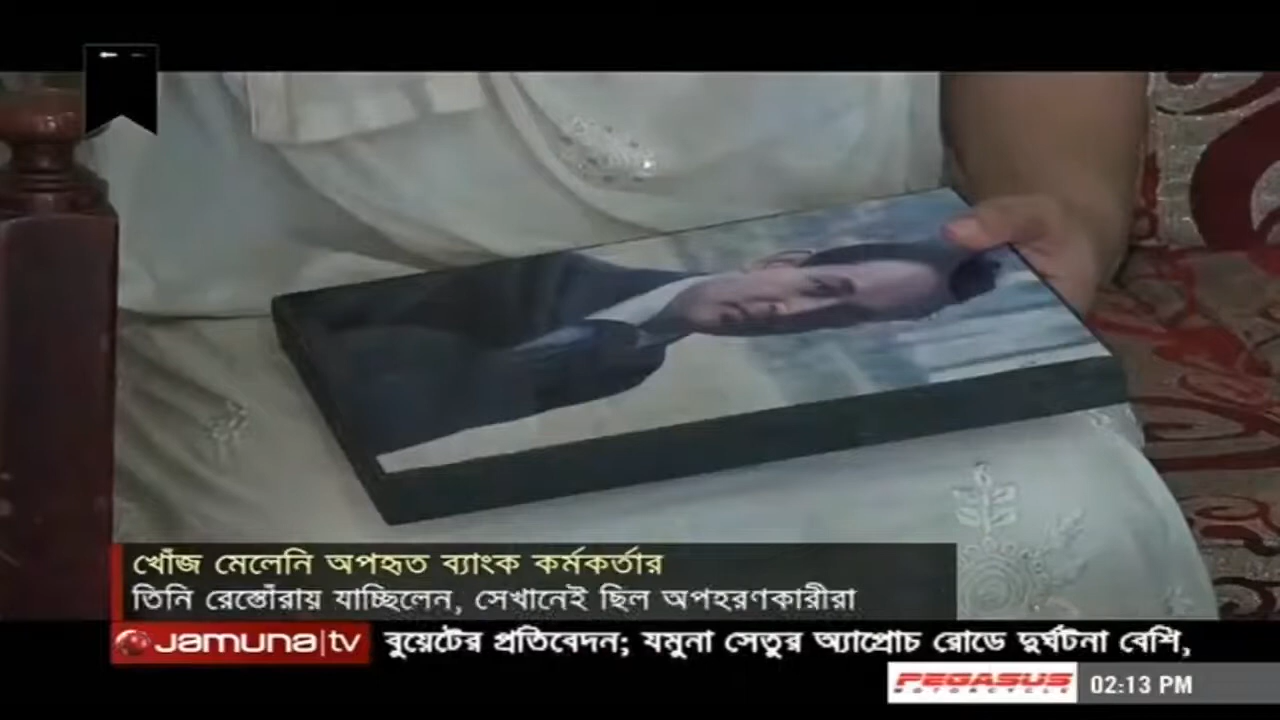 খোঁজ মেলেনি অপহৃত ব্যাংক কর্মকর্তার
তিনি রেস্তোঁরায় যাচ্ছিলেন, সেখানেই ছিল অপহরণকারীরা
Jamuna|tv বুয়েটের প্রতিবেদন; যমুনা সেতুর অ্যাপ্রোচ রোডে দুর্ঘটনা বেশি,
PEGASUS
MOTORCYCLE
02:13 PM